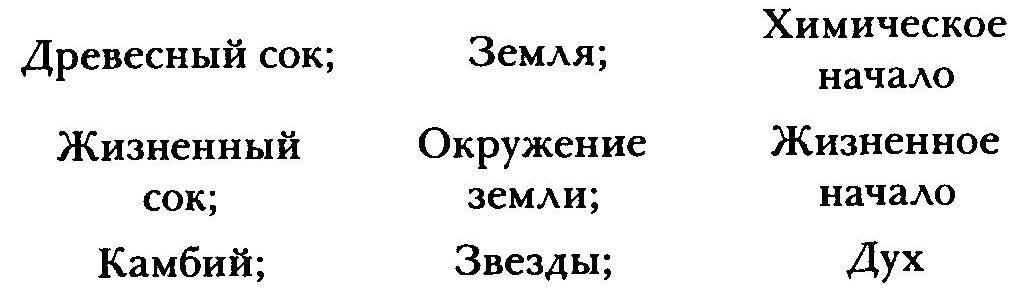 Древесный сок; Земля; Химическое начало
Жизненный сок; Окружение земли; Жизненное начало
Камбий; Звезды; Дух